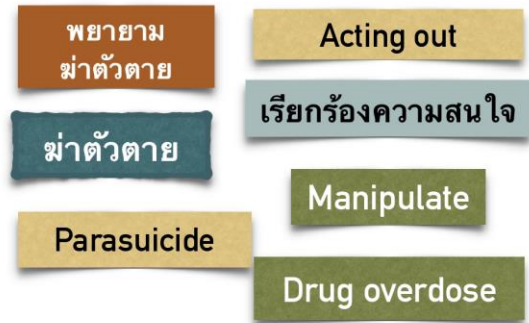 พยายาม
ฆ่าตัวตาย
Acting out
เรียกร้องความสนใจ
ฆ่าตัวตาย
Manipulate
Parasuicide
Drug overdose